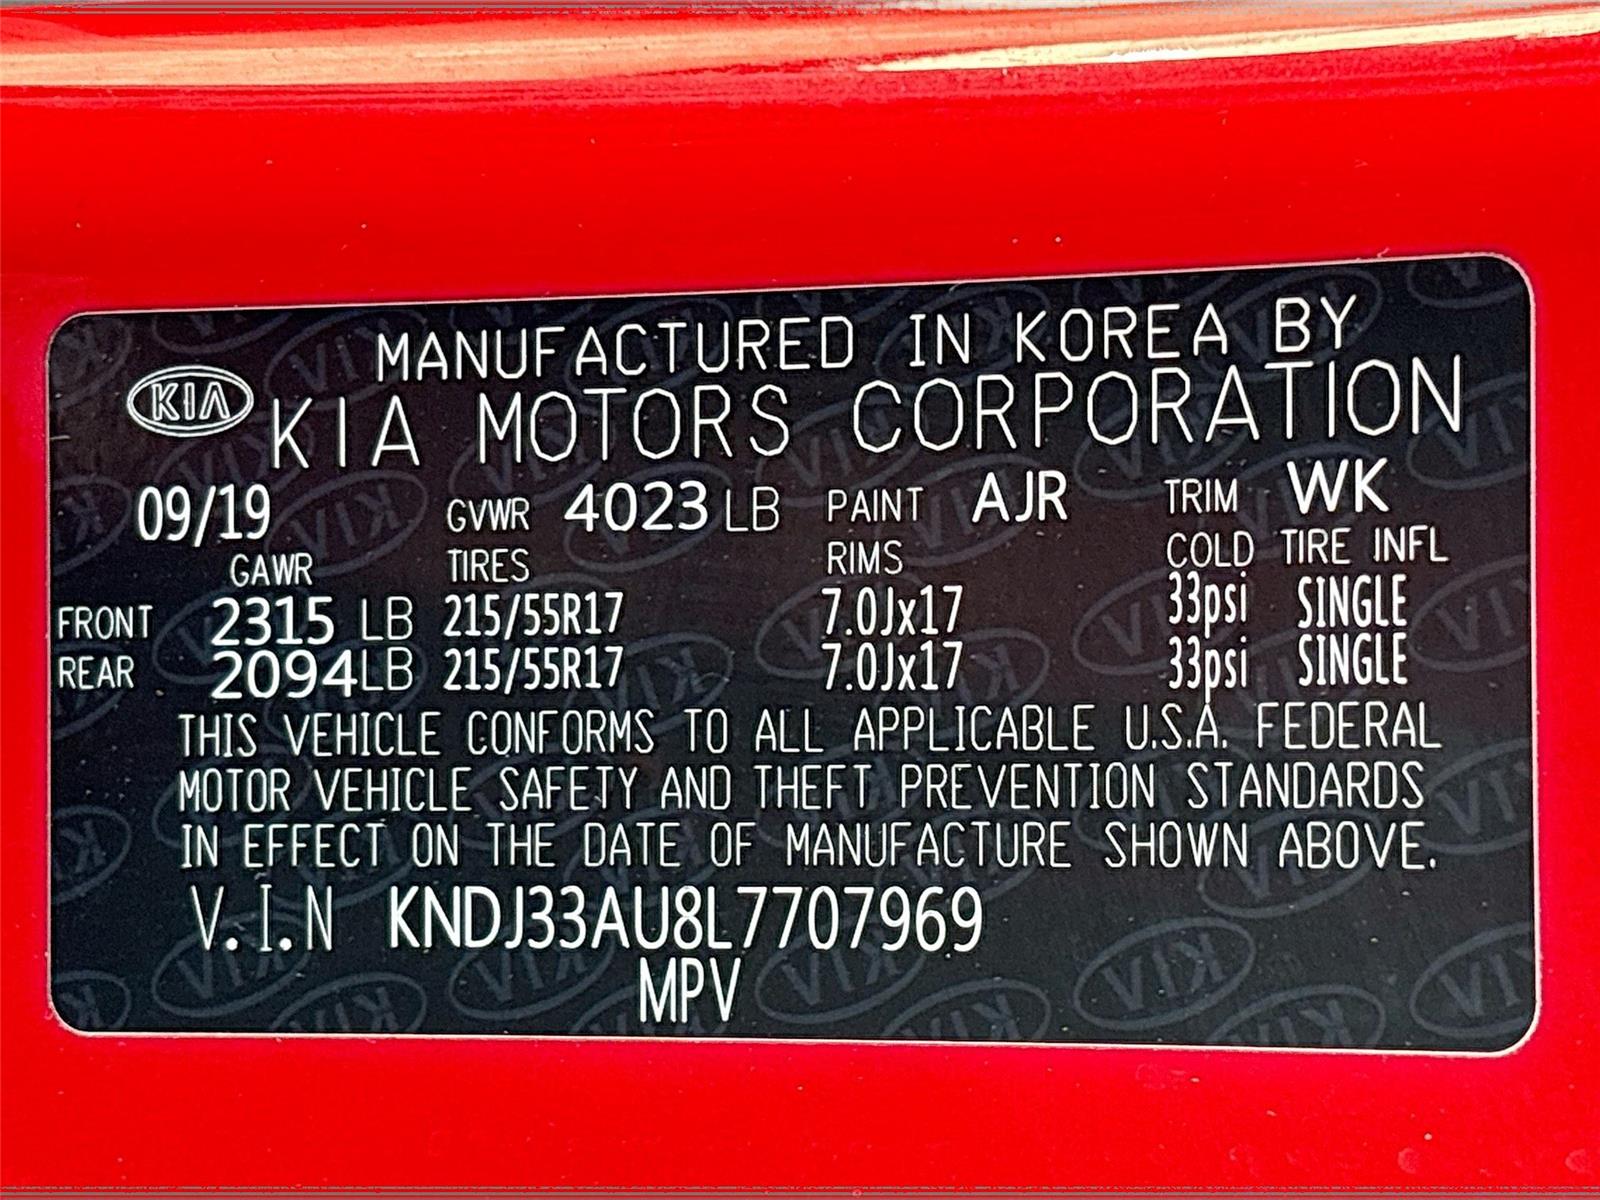 MANUFACTURED IN KOREA BY
KIA KIA MOTORS CORPORATION
09/19 GVWR 4023 LB PAINT AJR TRIM WK
GAWR TIRES RIMS COLD TIRE INFL
FRONT 2315 LB 215/55R17 7.0Jx17 33psi SINGLE
REAR 2094LB 215/55R17 7.0Jx17 33psi SINGLE
THIS VEHICLE CONFORMS TO ALL APPLICABLE U.S.A. FEDERAL
MOTOR VEHICLE SAFETY AND THEFT PREVENTION STANDARDS
IN EFFECT ON THE DATE OF MANUFACTURE SHOWN ABOVE.
V.I.N KNDJ33AU8L7707969
MPV